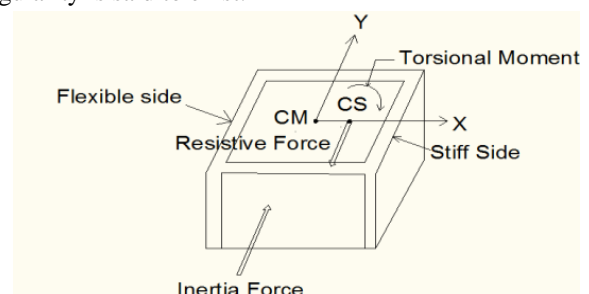 Y
Torsional Moment
Flexible side
CS
CM
X
Resistive Force
Stiff Side
Inertia Force